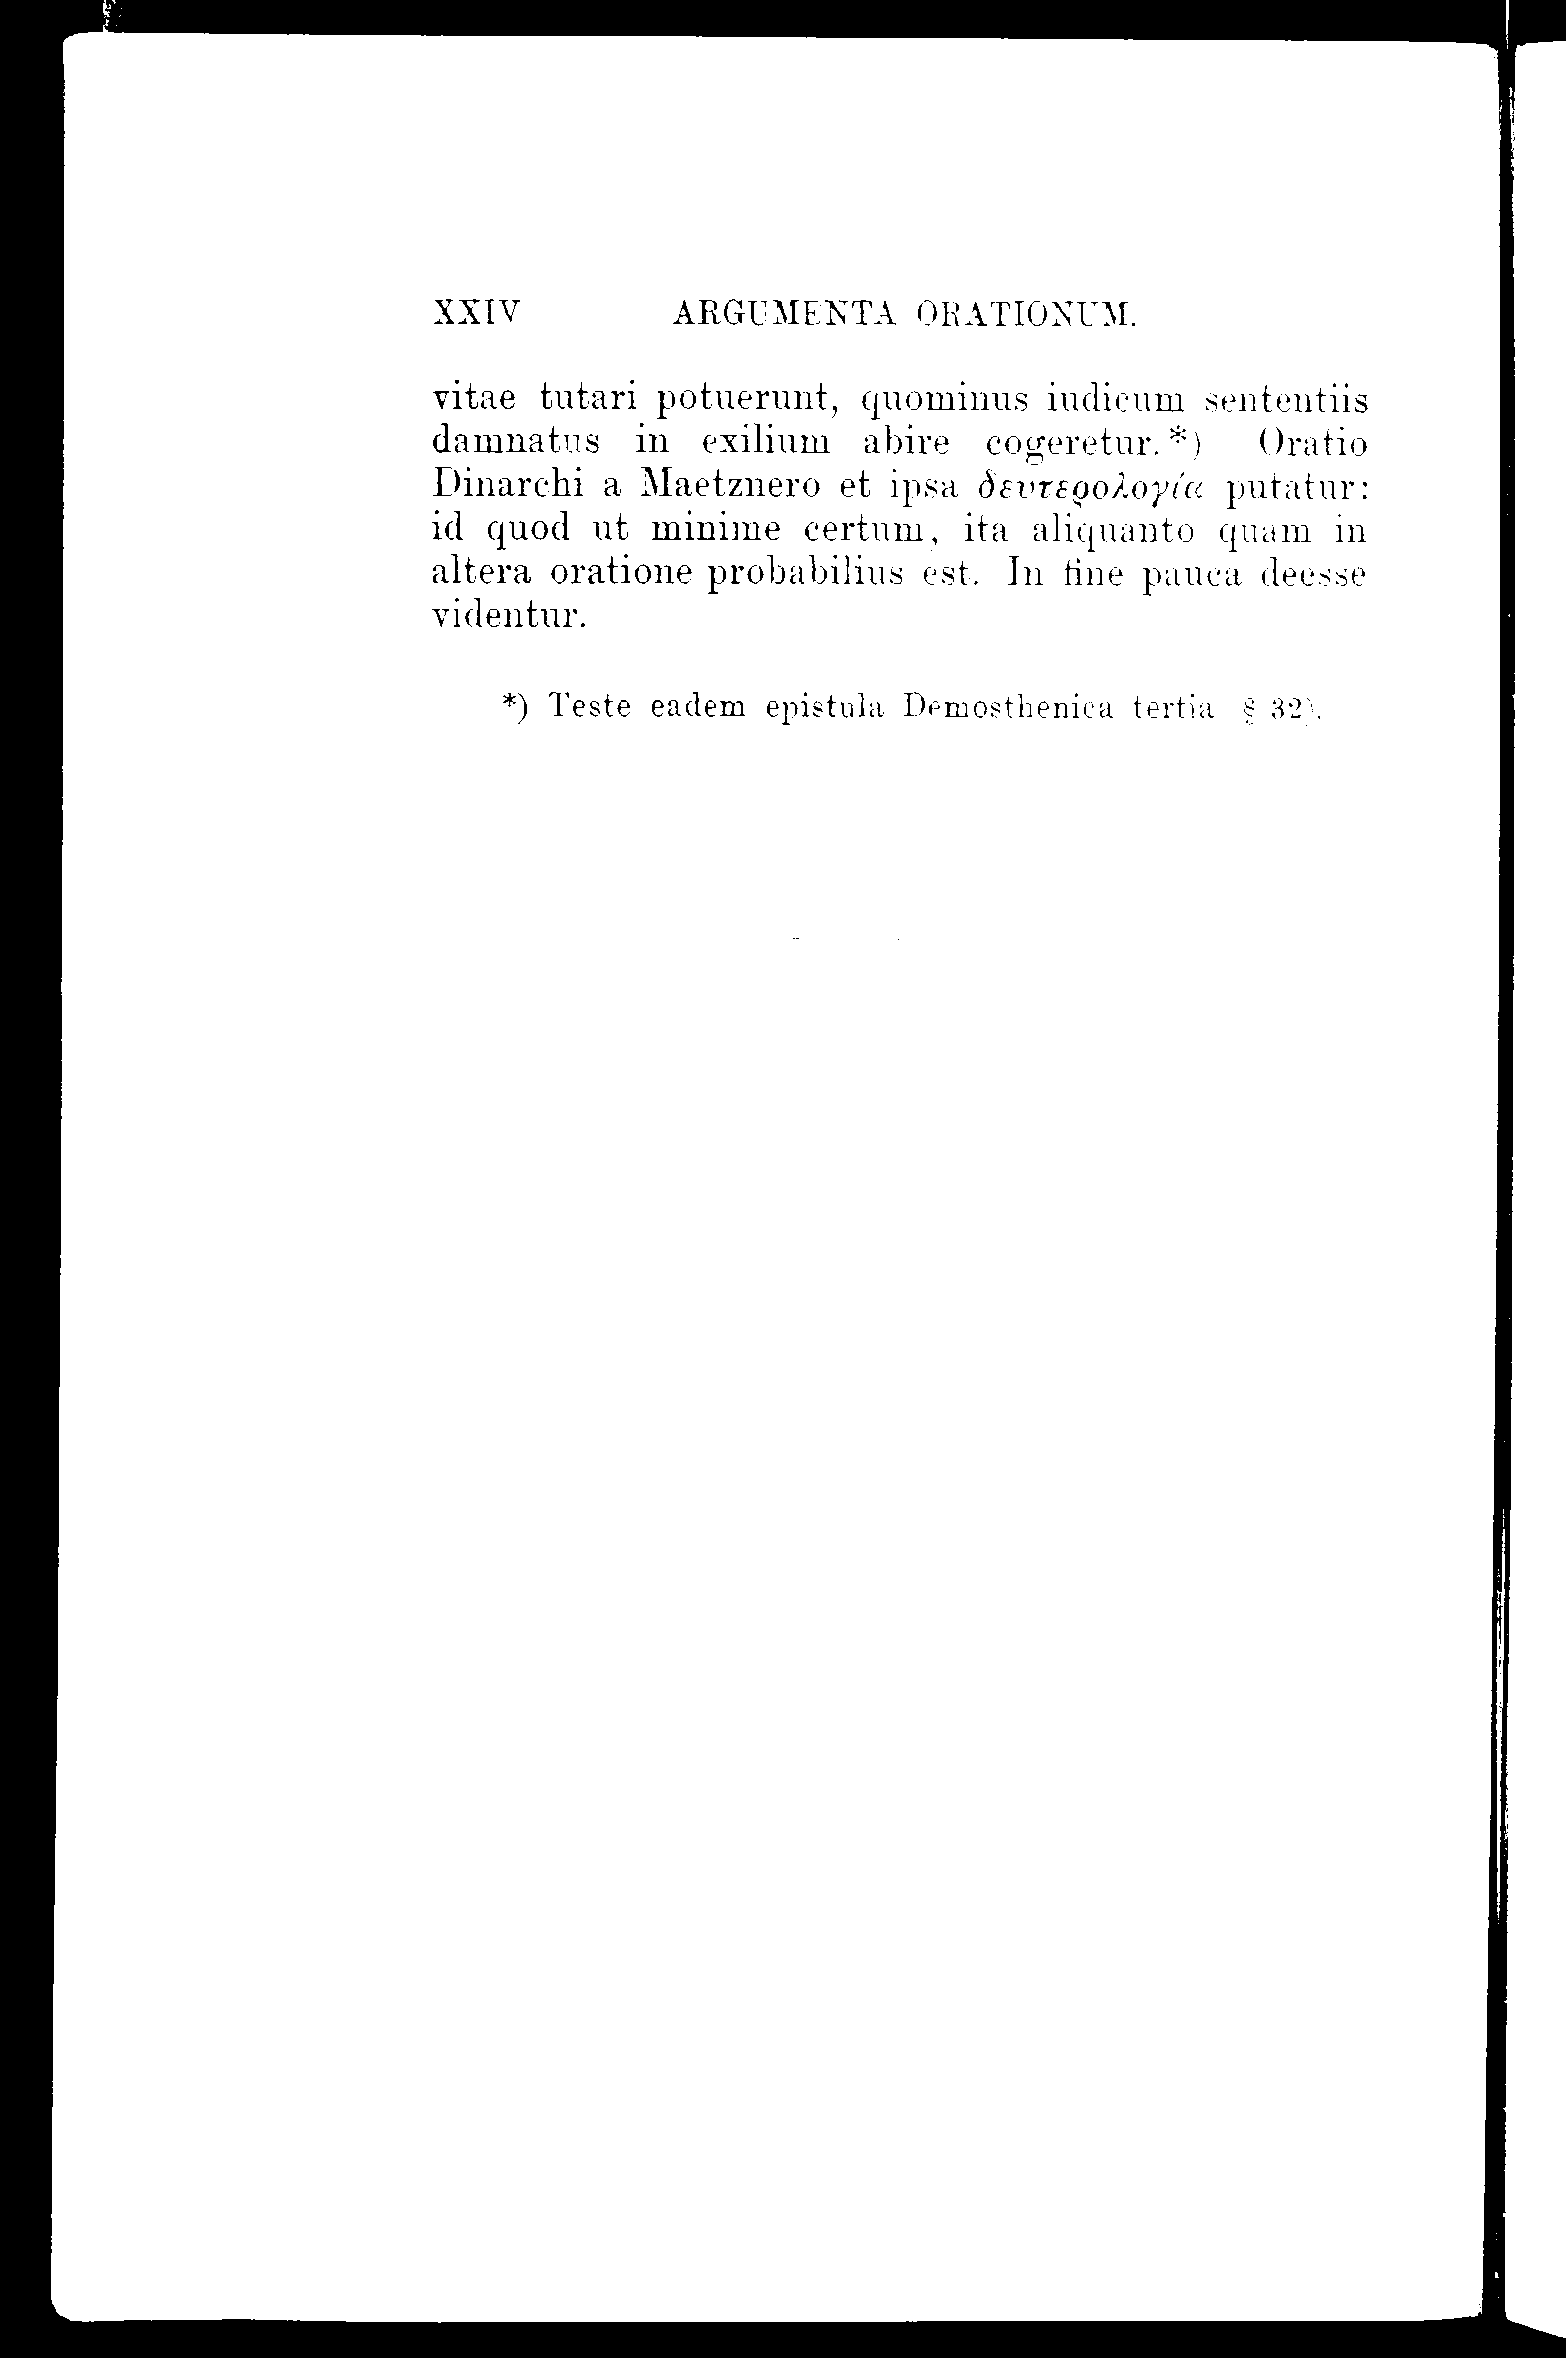 XXIV ARGUMENTA ORATIONUM.
vitae tutari potuerunt, quominus iudicum sententiis
damnatus in exilium abire cogeretur.*) Oratio
Dinarchi a Maetznero et ipsa δευτερολογία putatur:
id quod ut minime certum, ita aliquanto quam in
altera oratione probabilius est. In fine pauca deesse
videntur.
*) Teste eadem epistula Demosthenica tertia § 32).